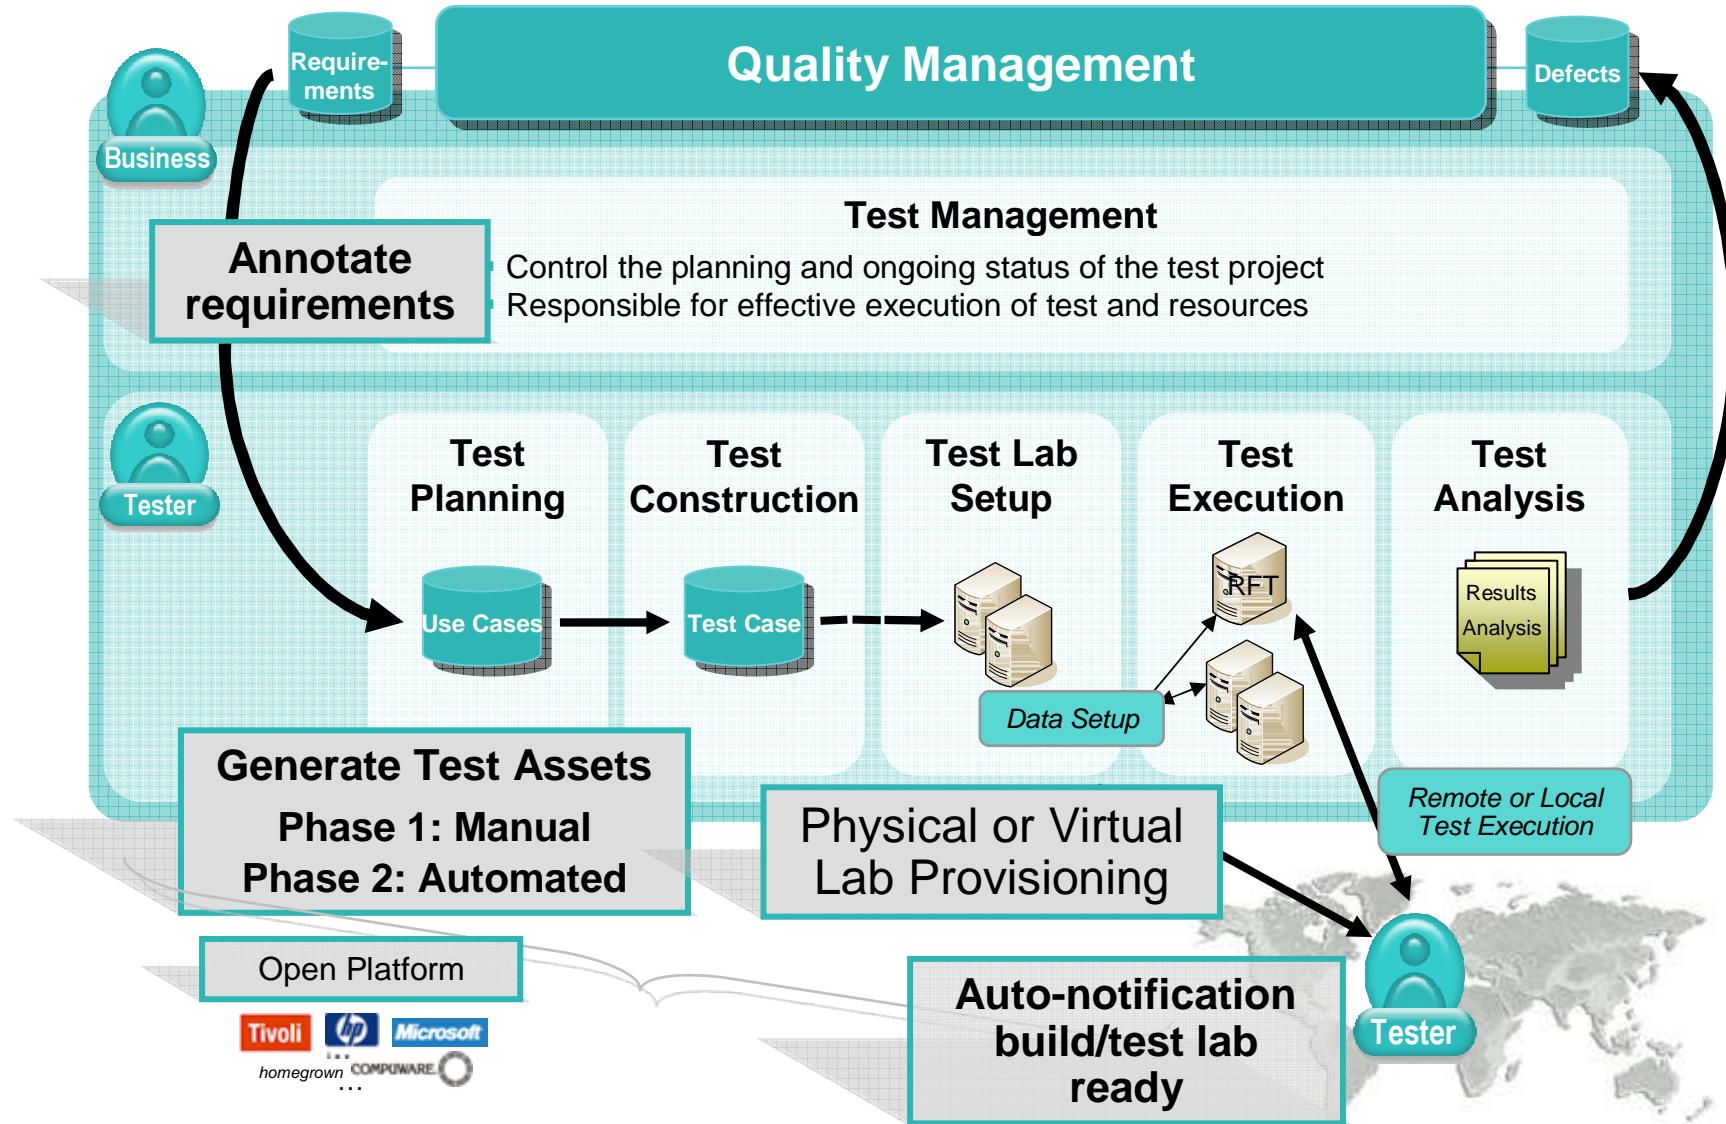 Quality Management
Require-
ments
Defects
Business
Test Management
Control the planning and ongoing status of the test project
Responsible for effective execution of test and resources
Annotate
requirements
Tester
Test
Planning
Test
Construction
Test Lab
Setup
Test
Execution
Test
Analysis
Use Cases
Test Case
RFT
Results
Analysis
Data Setup
Generate Test Assets
Phase 1: Manual
Phase 2: Automated
Physical or Virtual
Lab Provisioning
Remote or Local
Test Execution
Open Platform
Tivoli
hp
Microsoft
homegrown
COMPUWARE
...
Auto-notification
build/test lab
ready
Tester